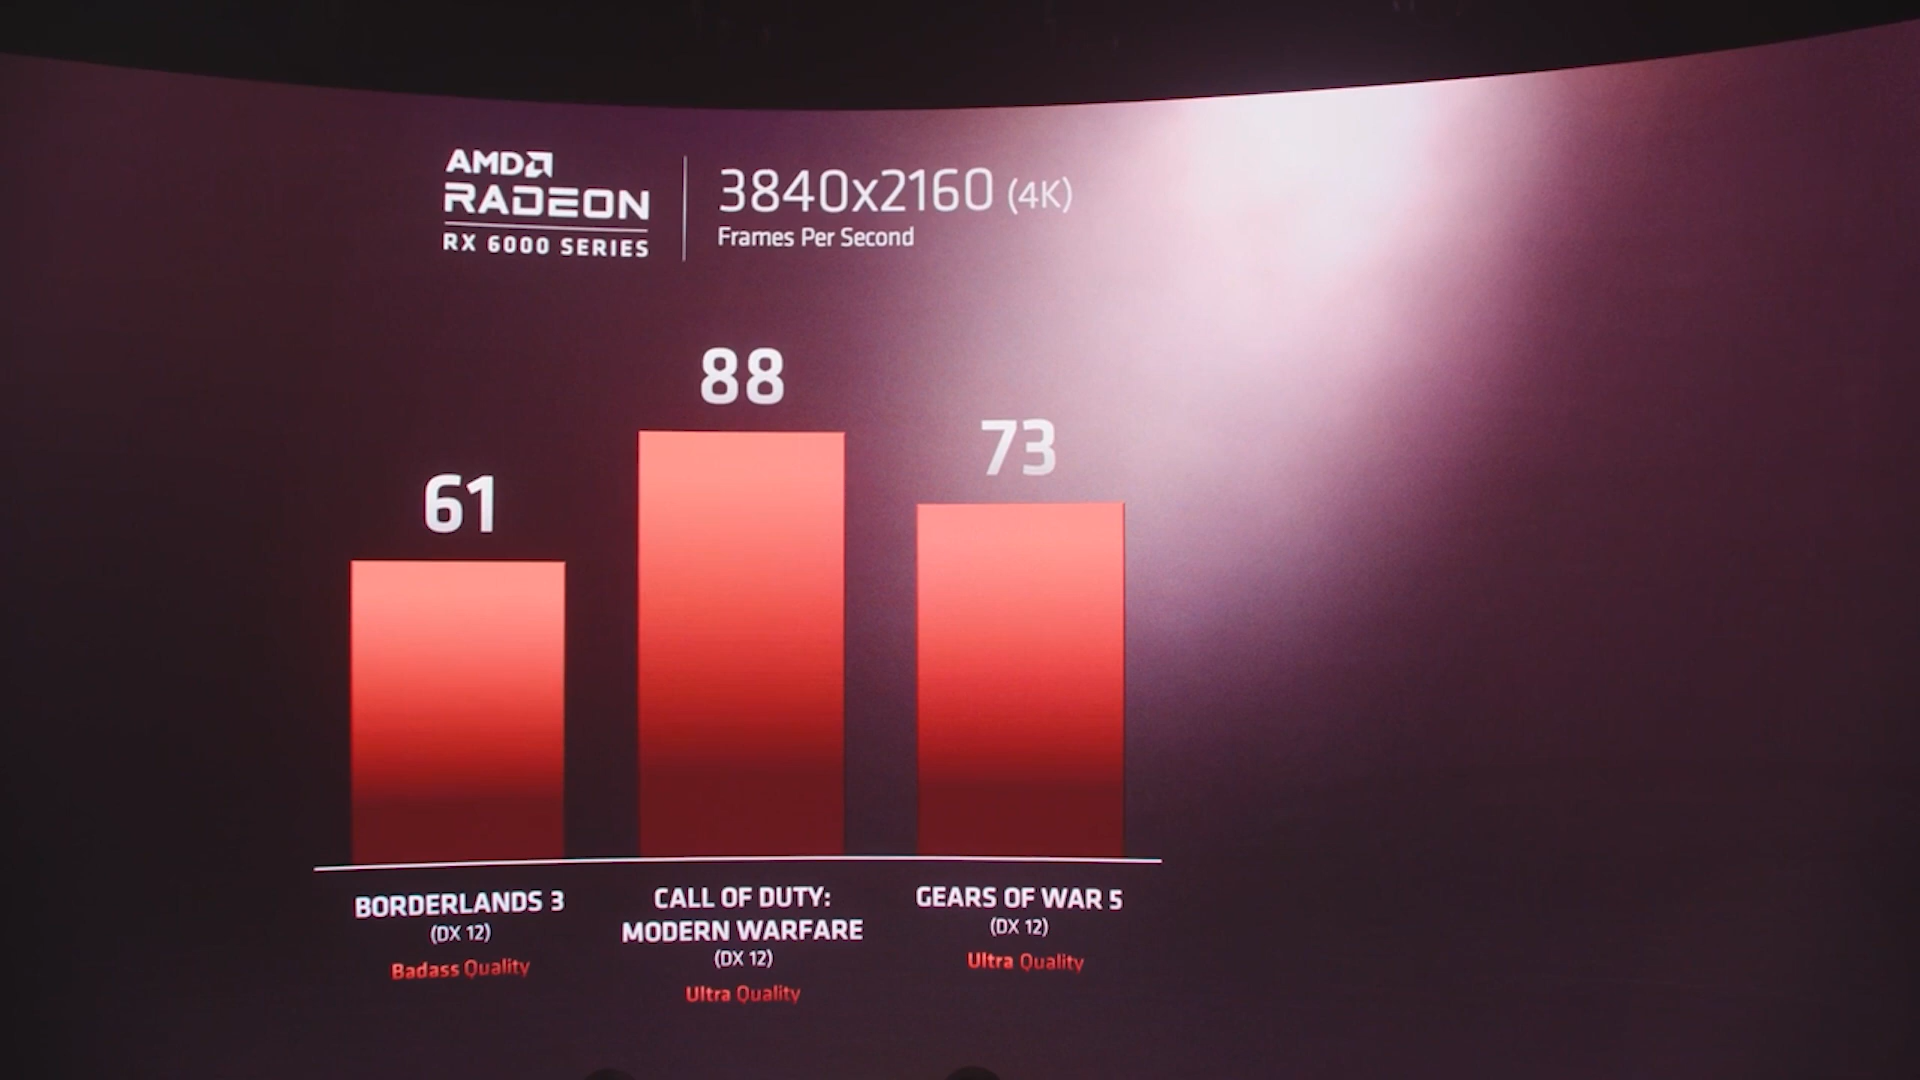 AMD
RADEON
RX 6000 SERIES
3840x2160 (4K)
Frames Per Second
61
88
73
BORDERLANDS 3
(DX 12)
Badass Quality
CALL OF DUTY:
MODERN WARFARE
(DX 12)
Ultra Quality
GEARS OF WAR 5
(DX 12)
Ultra Quality